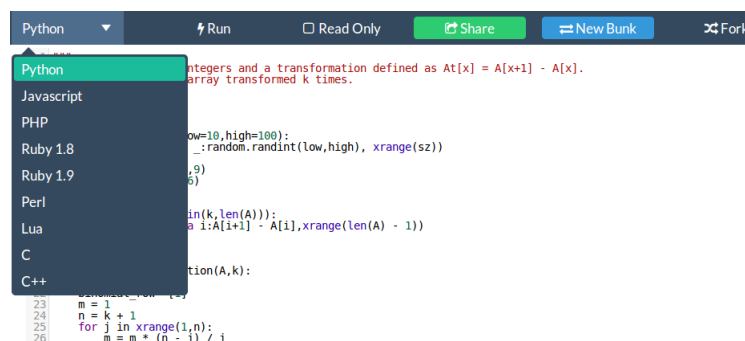 Python Run Read Only Share New Bunk Fork
Python
Javascript
PHP
Ruby 1.8
Ruby 1.9
Perl
Lua
C
C++
"""
ntegers and a transformation defined as At[x] = A[x+1] - A[x].
array transformed k times.
ow=10,high=100):
_:random.randint(low,high), xrange(sz))
,9)
6)
in(k,len(A))):
a i:A[i+1] - A[i],xrange(len(A) - 1))
tion(A,k):
23 m = 1
24 n = k + 1
25 for j in xrange(1,n):
26 m = m * (n - j) / j